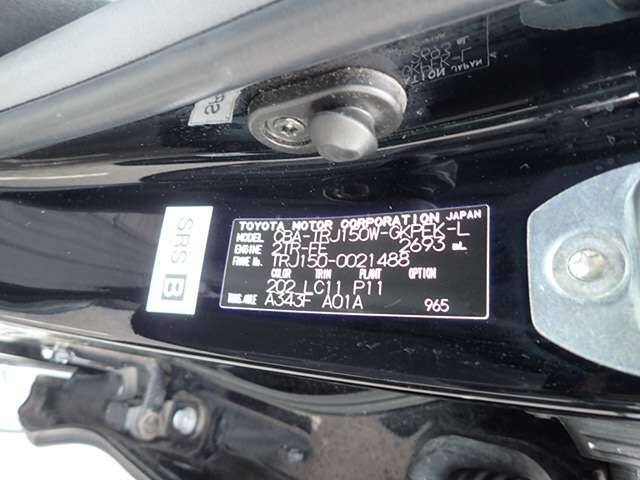 SRS B
TOYOTA MOTOR CORPORATION JAPAN
MODEL CBA-TRJ150W-GKPEK-L
ENGINE 2TR-FE 2693 mL
FRAME No. TRJ150-0021488
COLOR TRIM PLANT OPTION
202 LC11 P11
TRANS./AXLE A343F A01A 965